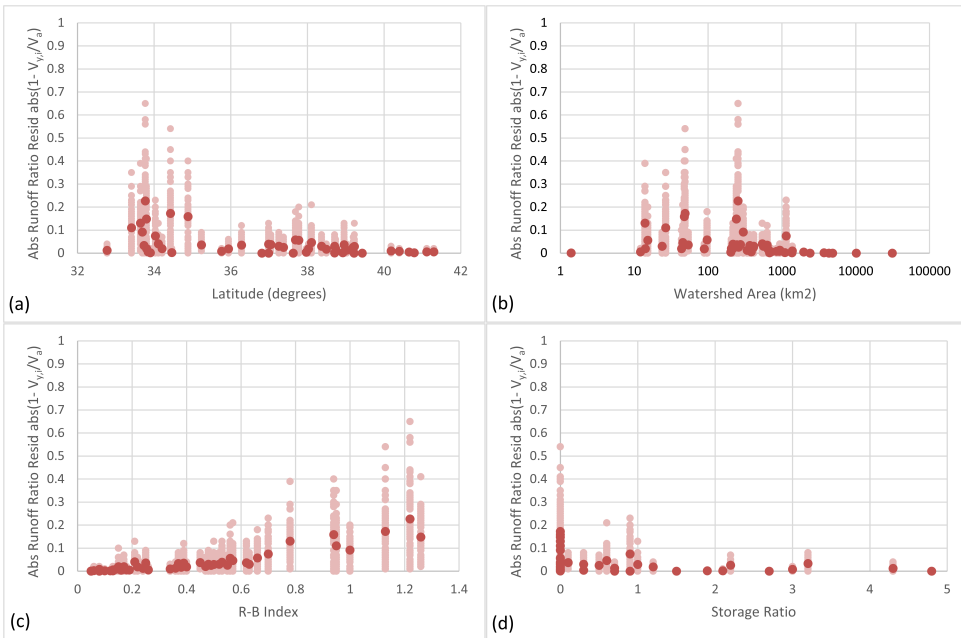 Abs Runoff Ratio Resid abs(1- Vy,i/Va)
1
0.9
0.8
0.7
0.6
0.5
0.4
0.3
0.2
0.1
0
32 34 36 38 40 42
Latitude (degrees)
(a)
Abs Runoff Ratio Resid abs(1- Vy,i/Va)
1
0.9
0.8
0.7
0.6
0.5
0.4
0.3
0.2
0.1
0
1 10 100 1000 10000 100000
Watershed Area (km2)
(b)
Abs Runoff Ratio Resid abs(1- Vy,i/Va)
1
0.9
0.8
0.7
0.6
0.5
0.4
0.3
0.2
0.1
0
0 0.2 0.4 0.6 0.8 1 1.2 1.4
R-B Index
(c)
Abs Runoff Ratio Resid abs(1- Vy,i/Va)
1
0.9
0.8
0.7
0.6
0.5
0.4
0.3
0.2
0.1
0
0 1 2 3 4 5
Storage Ratio
(d)